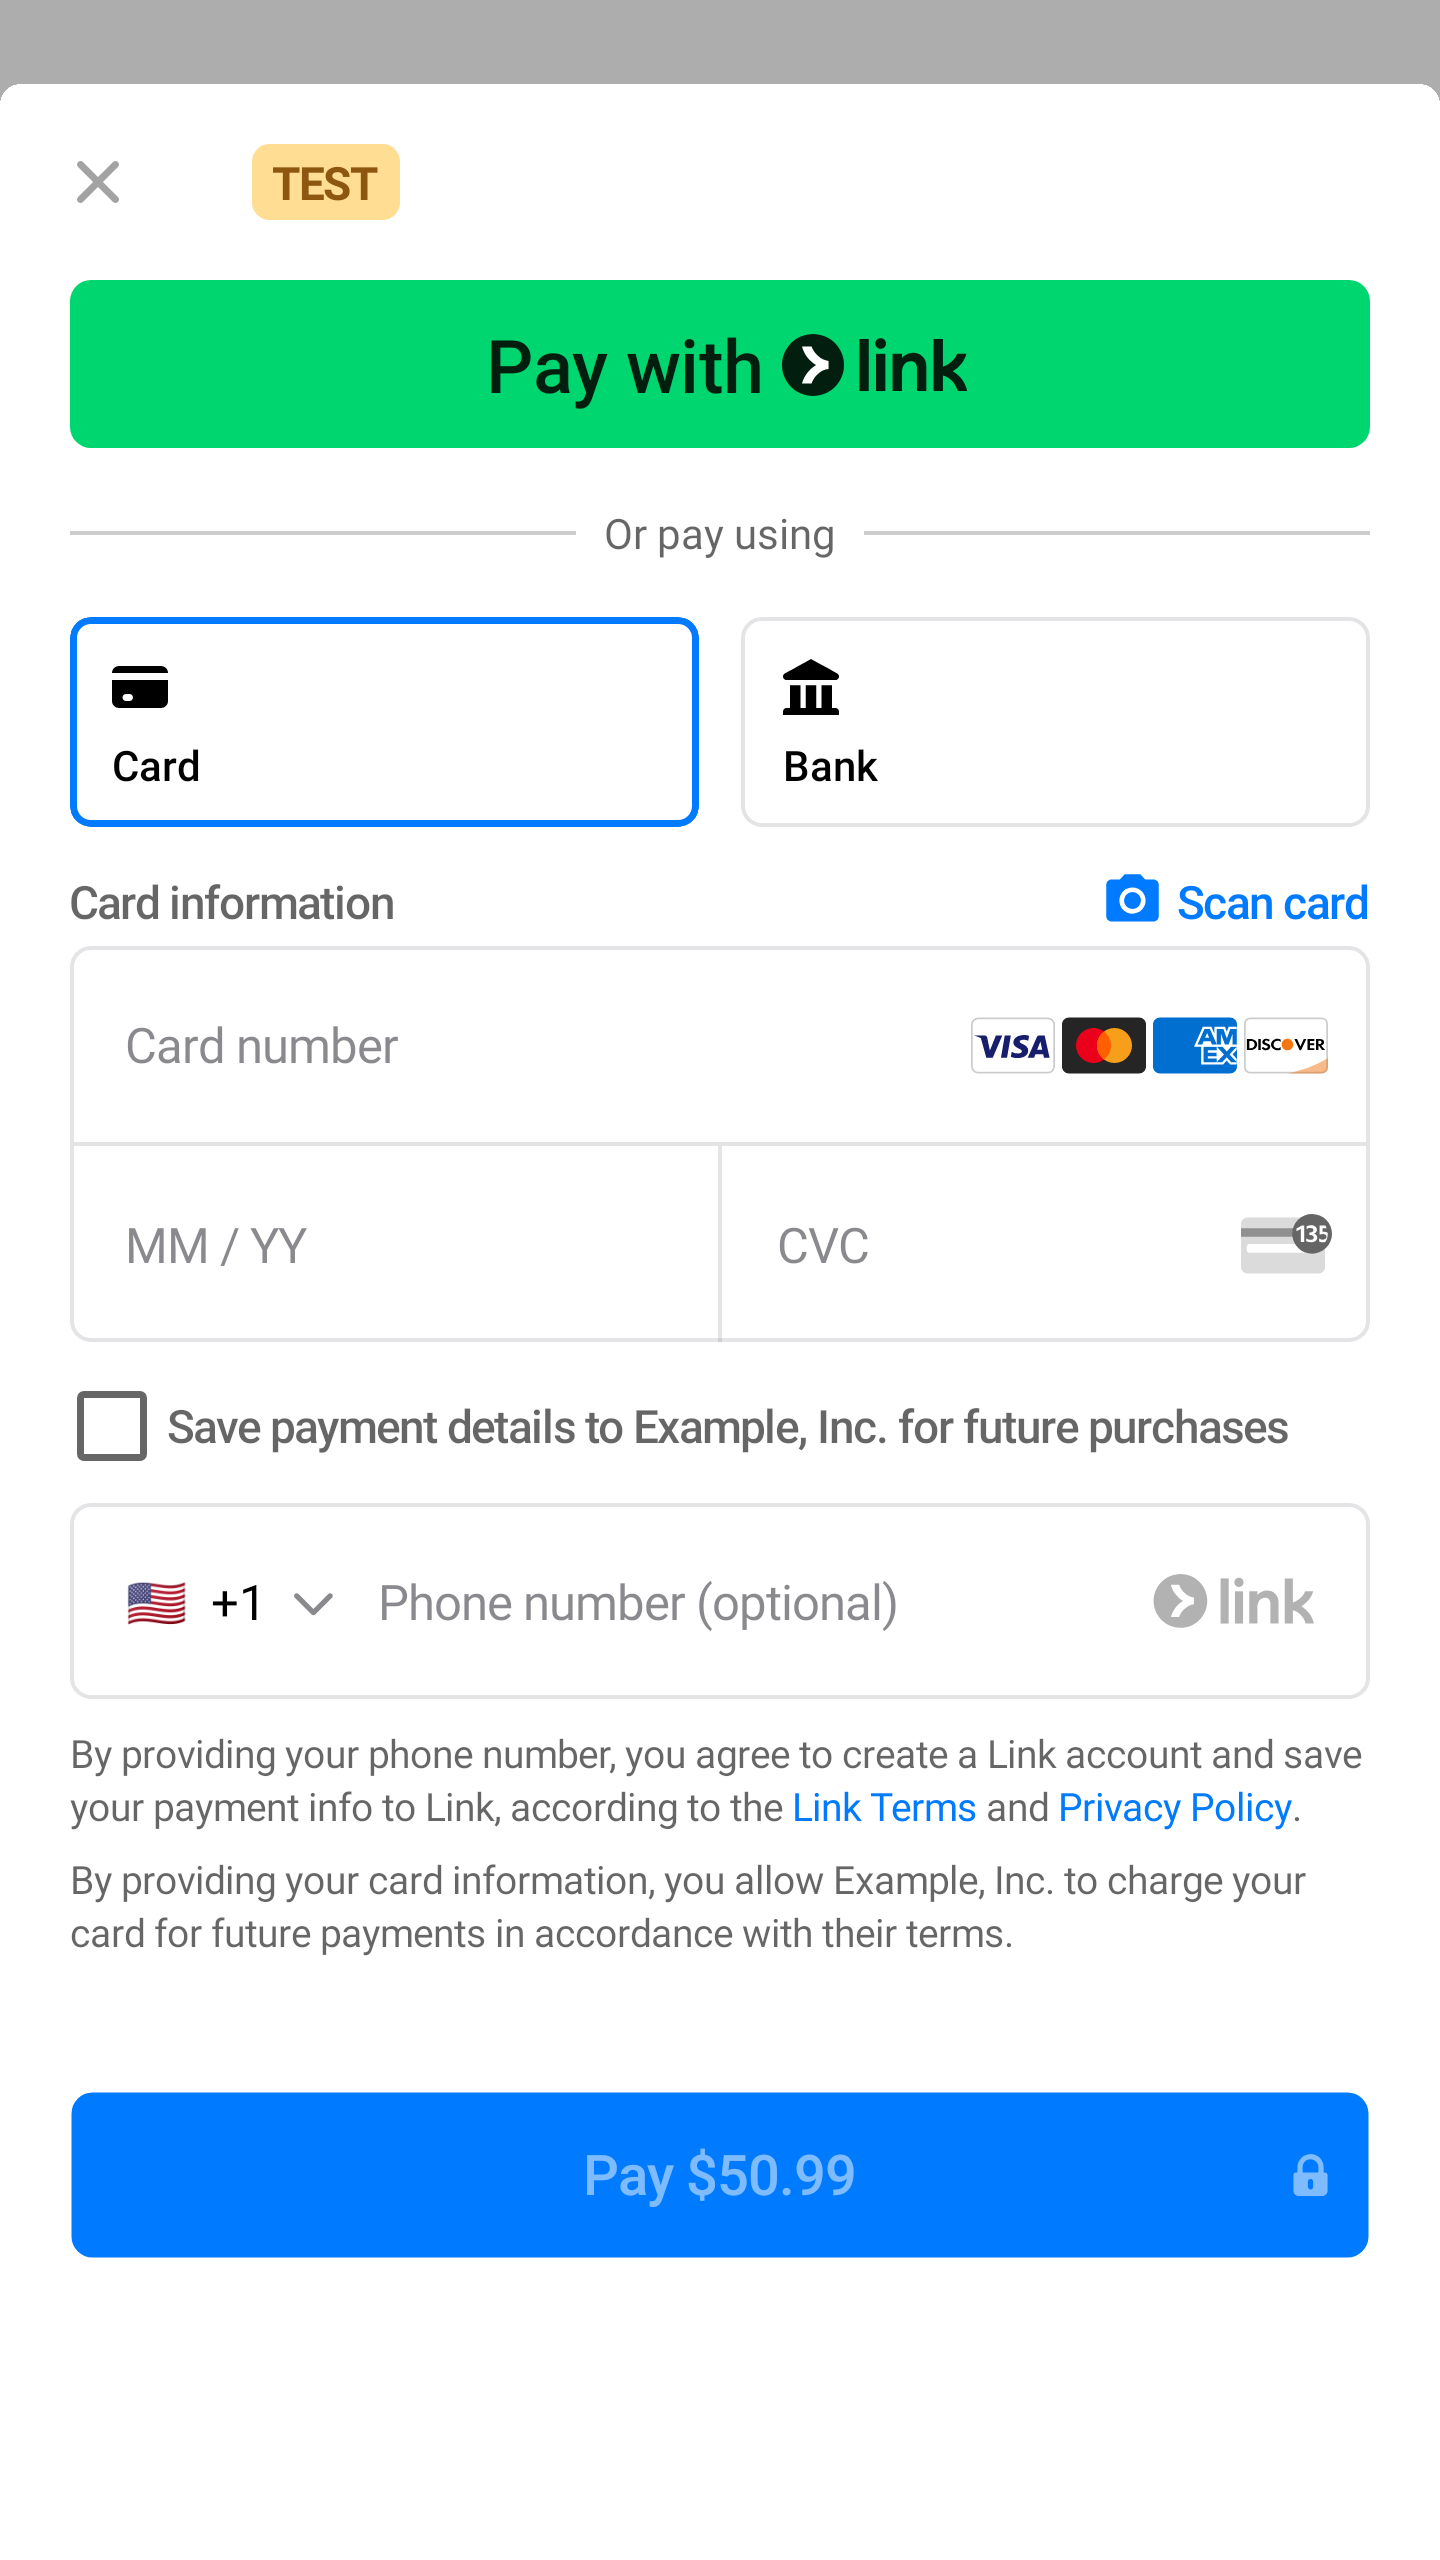 TEST
Pay with link
Or pay using
Card
Bank
Card information
Scan card
Card number
VISA
AM
EX
DISCOVER
MM / YY
CVC
135
Save payment details to Example, Inc. for future purchases
+1
Phone number (optional)
link
By providing your phone number, you agree to create a Link account and save
your payment info to Link, according to the Link Terms and Privacy Policy.
By providing your card information, you allow Example, Inc. to charge your
card for future payments in accordance with their terms.
Pay $50.99